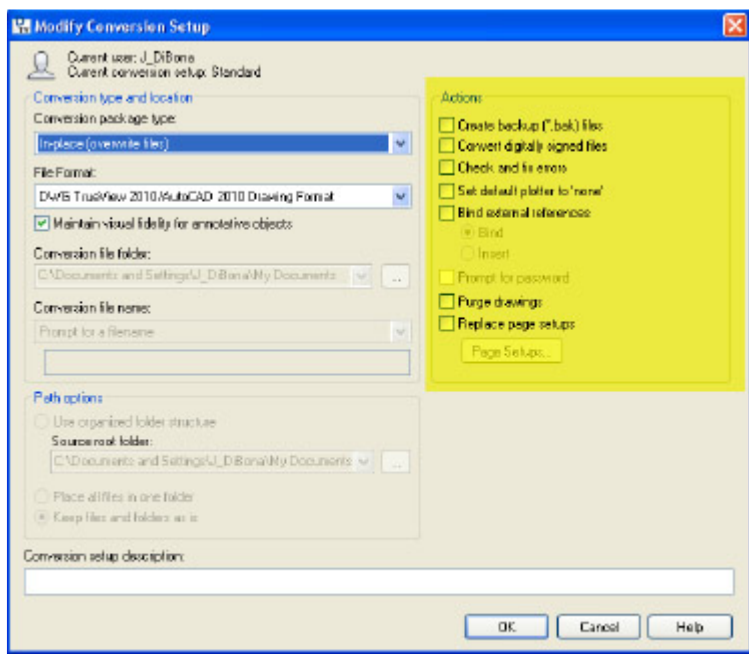 Modify Conversion Setup
Current user: J_DiBona
Current conversion setup: Standard
Conversion type and location
Conversion package type:
In-place (overwrite files)
File Format:
DWG TrueView 2010/AutoCAD 2010 Drawing Format
Maintain visual fidelity for annotative objects
Conversion file folder:
C:\Documents and Settings\J_DiBona\My Documents
...
Conversion file name:
Prompt for a filename
Path options
Use organized folder structure
Source root folder:
C:\Documents and Settings\J_DiBona\My Documents
...
Place all files in one folder
Keep files and folders as is
Actions
Create backup (*.bak) files
Convert digitally signed files
Check and fix errors
Set default plotter to 'none'
Bind external references
Bind
Insert
Prompt for password
Purge drawings
Replace page setups
Page Setups...
Conversion setup description:
OK
Cancel
Help